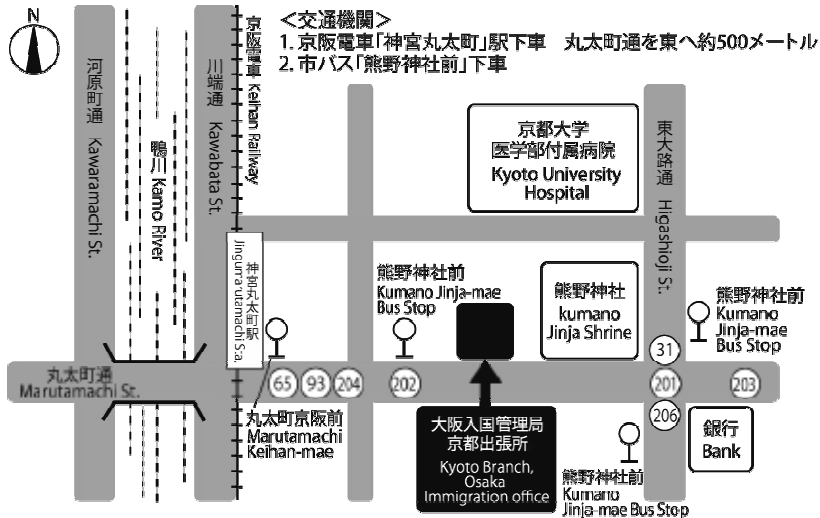 N
＜交通機関＞
1. 京阪電車「神宮丸太町」駅下車　丸太町通を東へ約500メートル
2. 市バス「熊野神社前」下車
河原町通 Kawaramachi St.
鴨川 Kamo River
川端通 Kawabata St.
京阪電車 Keihan Railway
京都大学
医学部付属病院
Kyoto University
Hospital
東大路通 Higashioji St.
神宮丸太町駅
Jingumarutamachi Sta.
熊野神社前
Kumano Jinja-mae
Bus Stop
熊野神社
kumano
Jinja Shrine
熊野神社前
Kumano
Jinja-mae
Bus Stop
丸太町通
Marutamachi St.
65
93
204
202
31
201
206
203
丸太町京阪前
Marutamachi
Keihan-mae
大阪入国管理局
京都出張所
Kyoto Branch,
Osaka
Immigration office
熊野神社前
Kumano
Jinja-mae Bus Stop
銀行
Bank